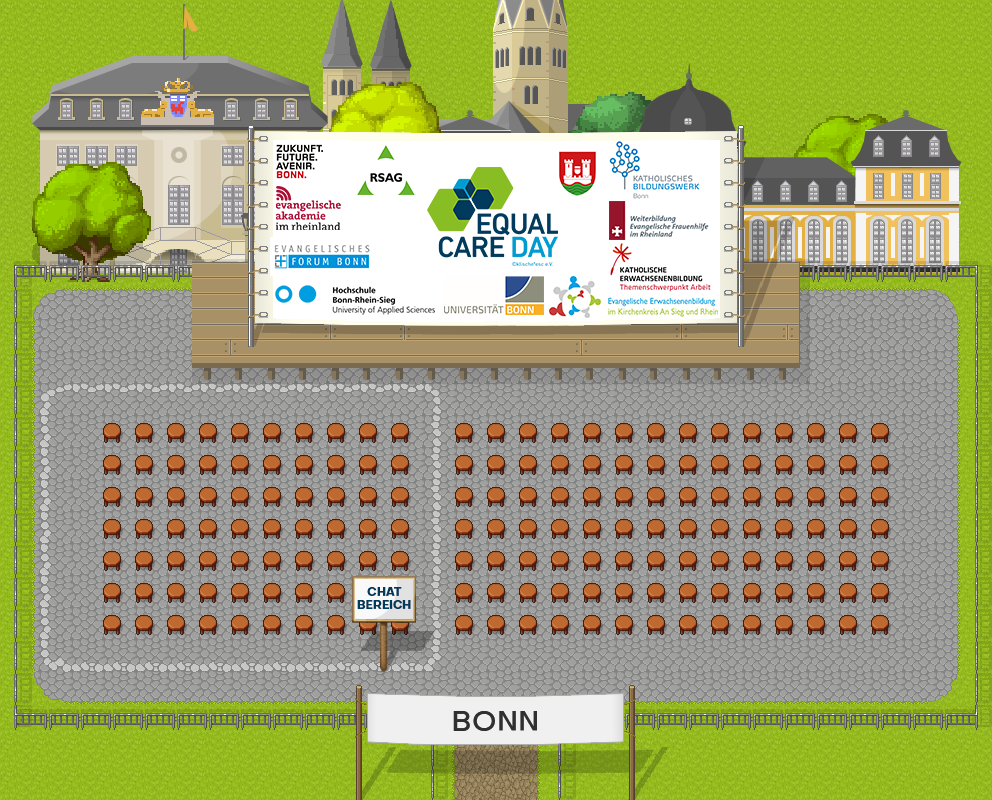 ZUKUNFT.
FUTURE.
AVENIR.
BONN.
RSAG
evangelische
akademie
im rheinland
EVANGELISCHES
FORUM BONN
Hochschule
Bonn-Rhein-Sieg
University of Applied Sciences
EQUAL
CARE DAY
©klische*esc e.V.
UNIVERSITÄT BONN
KATHOLISCHES
BILDUNGSWERK
Bonn
Weiterbildung
Evangelische Frauenhilfe
im Rheinland
KATHOLISCHE
ERWACHSENENBILDUNG
Themenschwerpunkt Arbeit
Evangelische Erwachsenenbildung
im Kirchenkreis An Sieg und Rhein
CHAT
BEREICH
BONN